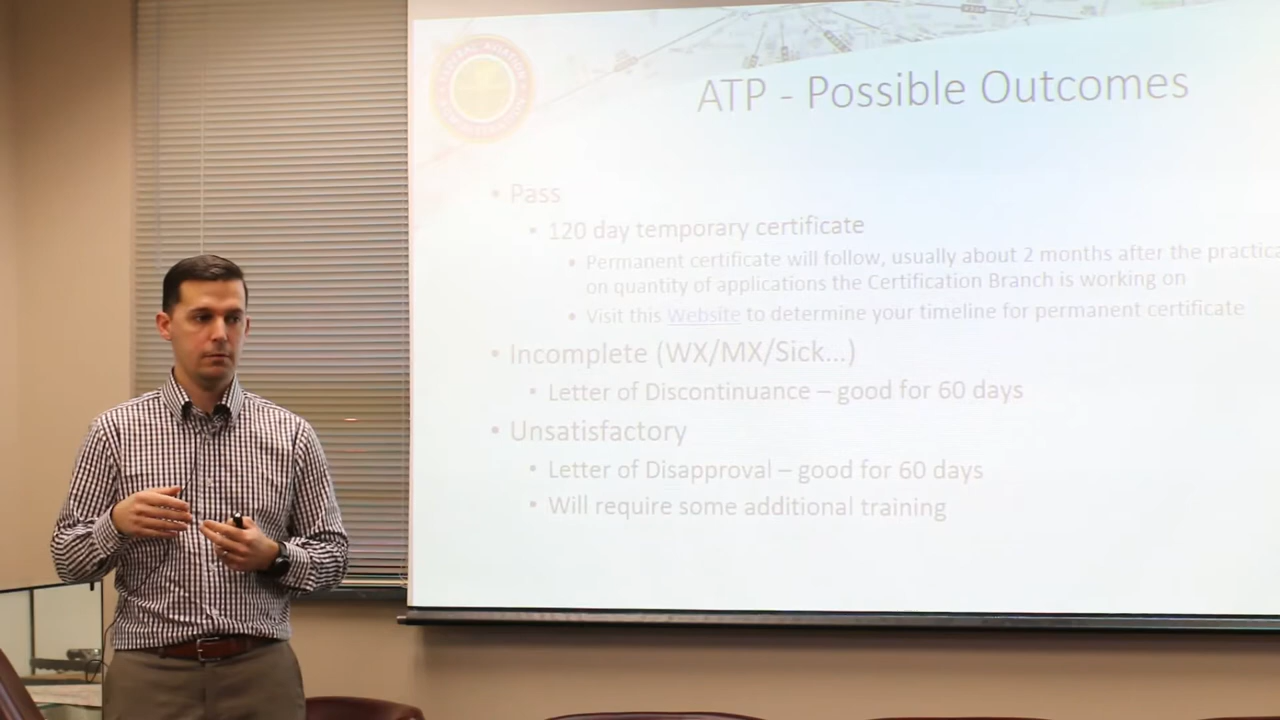 FEDERAL AVIATION
ATP - Possible Outcomes
• Pass
• 120 day temporary certificate
• Permanent certificate will follow, usually about 2 months after the practica
on quantity of applications the Certification Branch is working on
• Visit this Website to determine your timeline for permanent certificate
• Incomplete (WX/MX/Sick...)
• Letter of Discontinuance – good for 60 days
• Unsatisfactory
• Letter of Disapproval – good for 60 days
• Will require some additional training